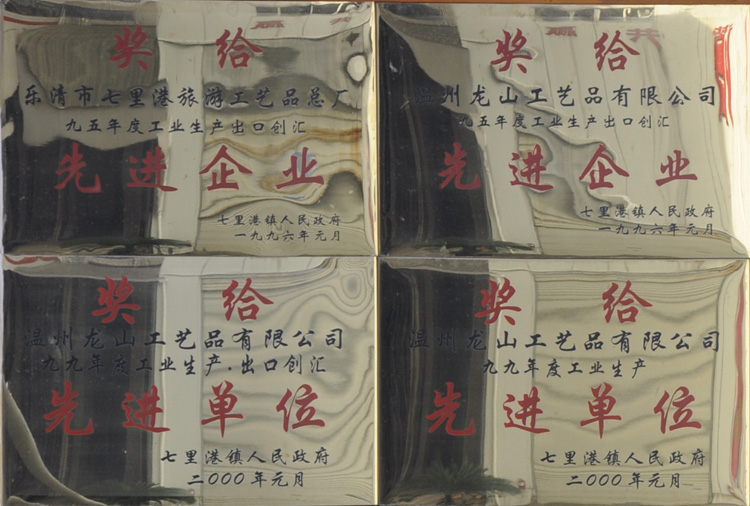 奖给
乐清市七里港旅游工艺品总厂
九五年度工业生产出口创汇
先进企业
七里港镇人民政府
一九九六年元月
奖给
温州龙山工艺品有限公司
九五年度工业生产出口创汇
先进企业
七里港镇人民政府
一九九六年元月
奖给
温州龙山工艺品有限公司
九九年度工业生产.出口创汇
先进单位
七里港镇人民政府
二000年元月
奖给
温州龙山工艺品有限公司
九九年度工业生产
先进单位
七里港镇人民政府
二000年元月